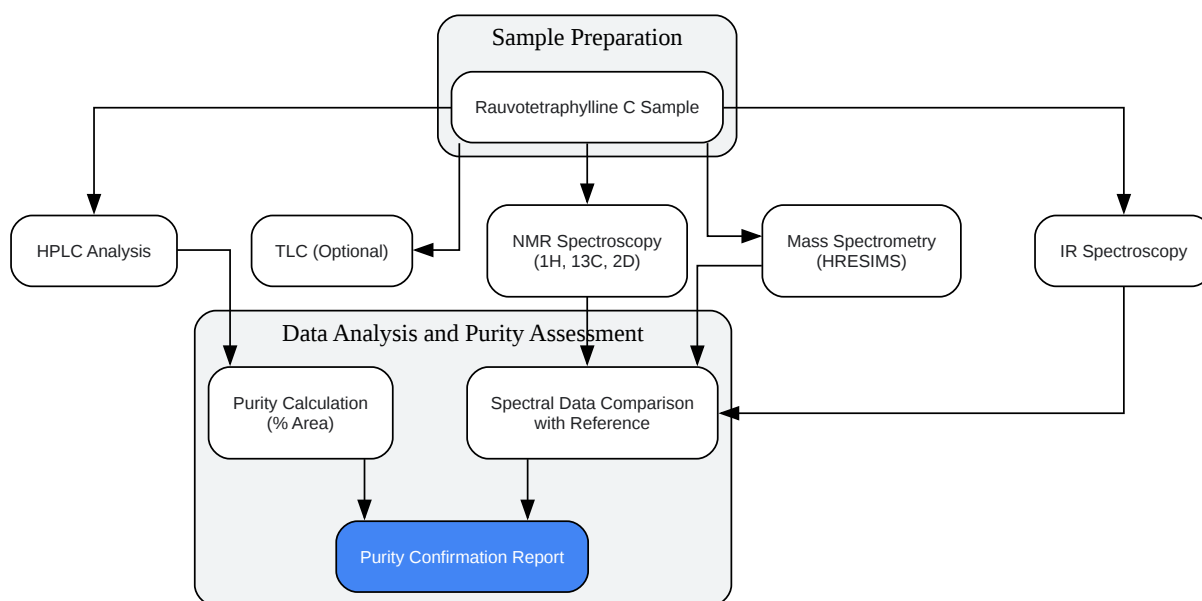 Sample Preparation
Rauvotetraphylline C Sample
HPLC Analysis
TLC (Optional)
NMR Spectroscopy
(1H, 13C, 2D)
Mass Spectrometry
(HRESIMS)
IR Spectroscopy
Data Analysis and Purity Assessment
Purity Calculation
(% Area)
Spectral Data Comparison
with Reference
Purity Confirmation Report